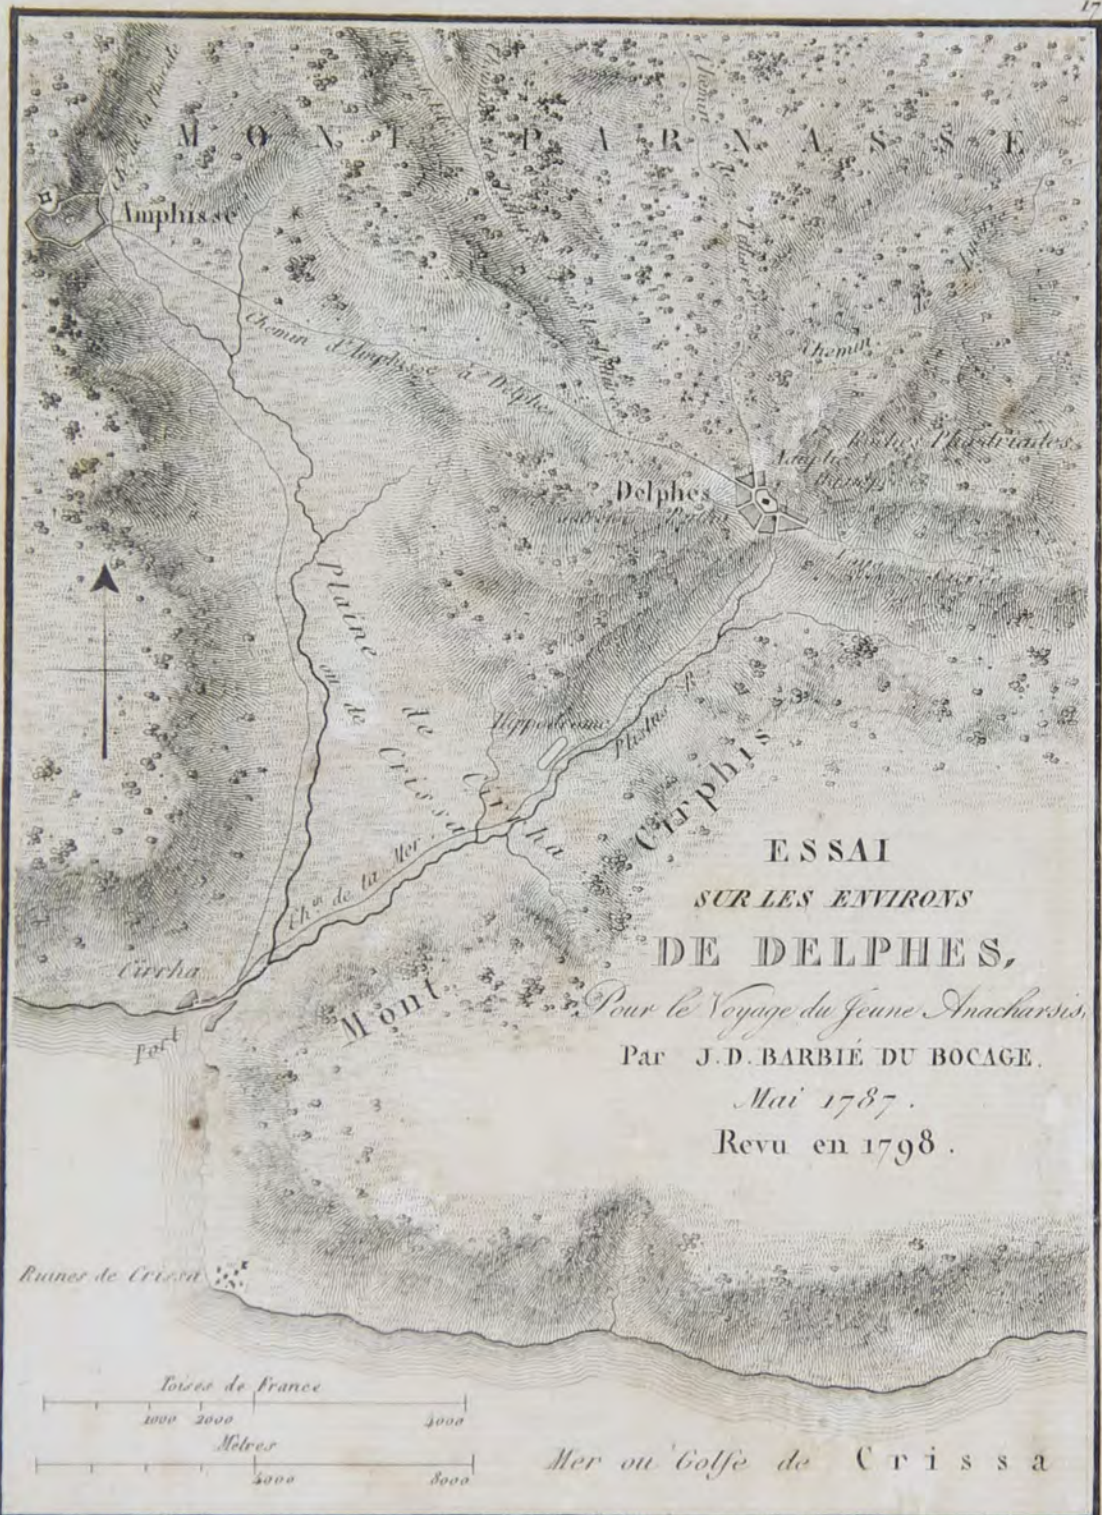 17
MONT PARNASSE
Amphisse
Chemin d'Amphisse à Delphes
Chemin
Roches Phædriades
Delphes
Plaine de Cirrha
ou de Crissa
Hippodrome
Plistus R.
Chin de la Mer
Cirrha
Port
Mont Cirphis
ESSAI
SUR LES ENVIRONS
DE DELPHES,
Pour le Voyage du Jeune Anacharsis,
Par J.D. BARBIÉ DU BOCAGE.
Mai 1787.
Revu en 1798.
Ruines de Crissa
Toises de France
1000 2000 4000
Mètres
4000 8000
Mer ou Golfe de Crissa